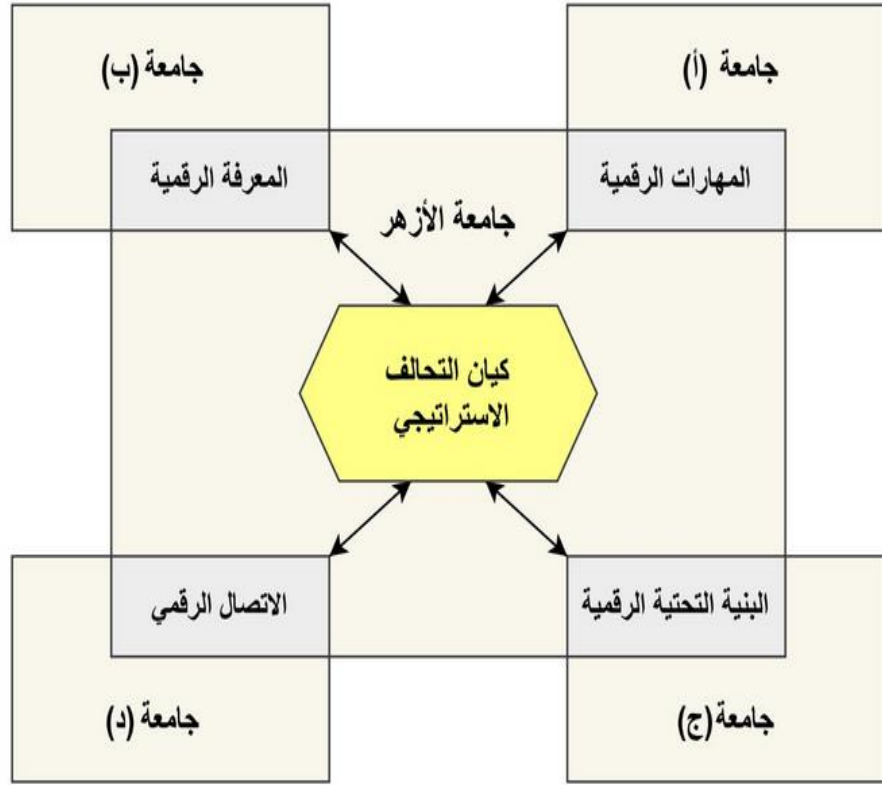 جامعة (أ)
جامعة (ب)
المهارات الرقمية
المعرفة الرقمية
جامعة الأزهر
كيان التحالف
الاستراتيجي
البنية التحتية الرقمية
الاتصال الرقمي
جامعة (ج)
جامعة (د)